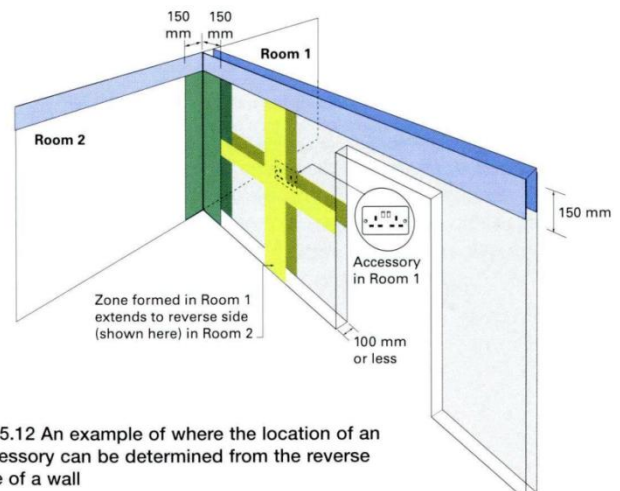 150 150
mm mm
Room 1
Room 2
150 mm
Accessory
in Room 1
Zone formed in Room 1
extends to reverse side
(shown here) in Room 2
100 mm
or less
5.12 An example of where the location of an
essory can be determined from the reverse
e of a wall